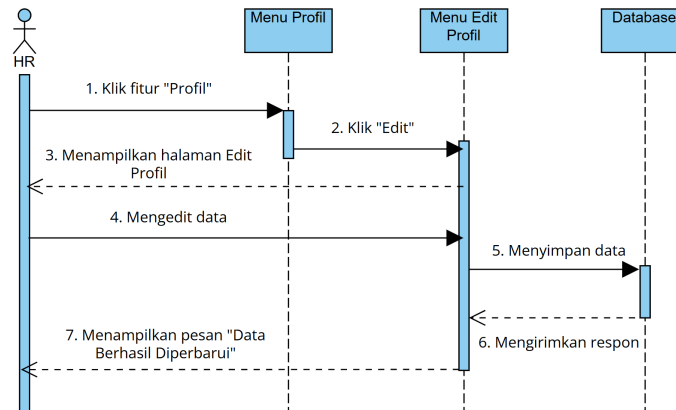 Menu Profil
Menu Edit
Profil
Database
HR
1. Klik fitur "Profil"
2. Klik "Edit"
3. Menampilkan halaman Edit
Profil
4. Mengedit data
5. Menyimpan data
6. Mengirimkan respon
7. Menampilkan pesan "Data
Berhasil Diperbarui"